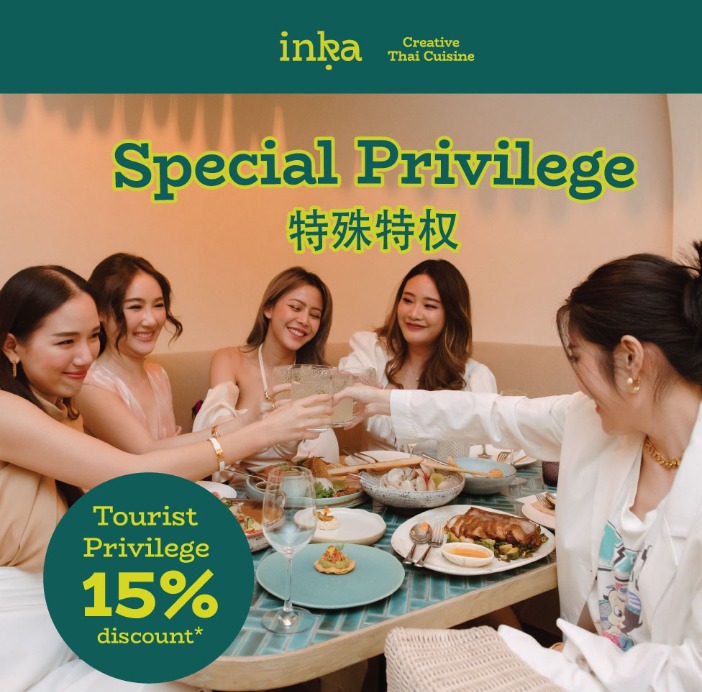 inka
Creative
Thai Cuisine
Special Privilege
特殊特权
Tourist
Privilege
15%
discount*